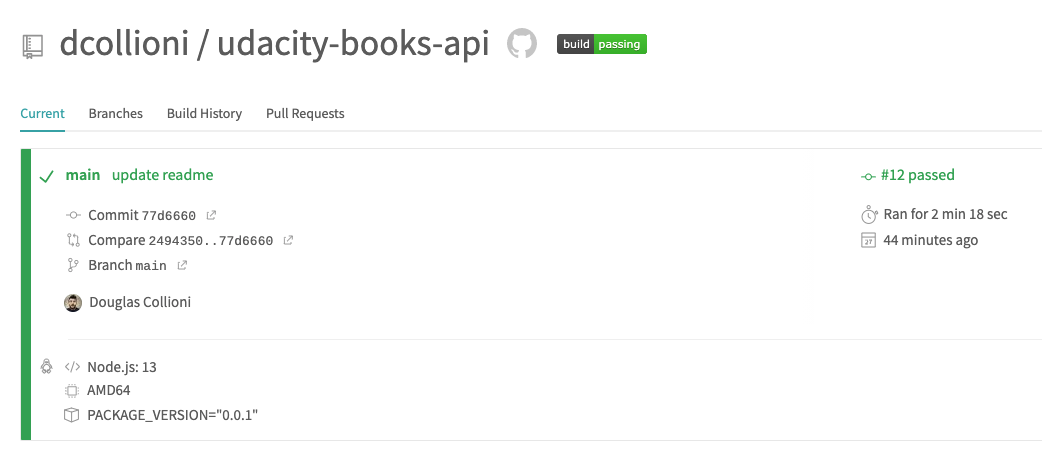 dcollioni / udacity-books-api build passing
Current Branches Build History Pull Requests
main update readme #12 passed
Commit 77d6660 Ran for 2 min 18 sec
Compare 2494350..77d6660 27 44 minutes ago
Branch main
Douglas Collioni
</> Node.js: 13
AMD64
PACKAGE_VERSION="0.0.1"